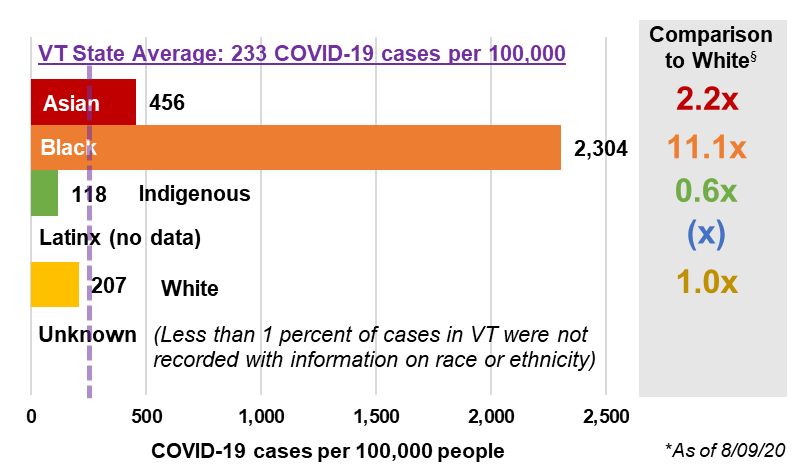 VT State Average: 233 COVID-19 cases per 100,000
Comparison
to White§
Asian 456 2.2x
Black 2,304 11.1x
118 Indigenous 0.6x
Latinx (no data) (x)
207 White 1.0x
Unknown (Less than 1 percent of cases in VT were not
recorded with information on race or ethnicity)
0 500 1,000 1,500 2,000 2,500
COVID-19 cases per 100,000 people
*As of 8/09/20